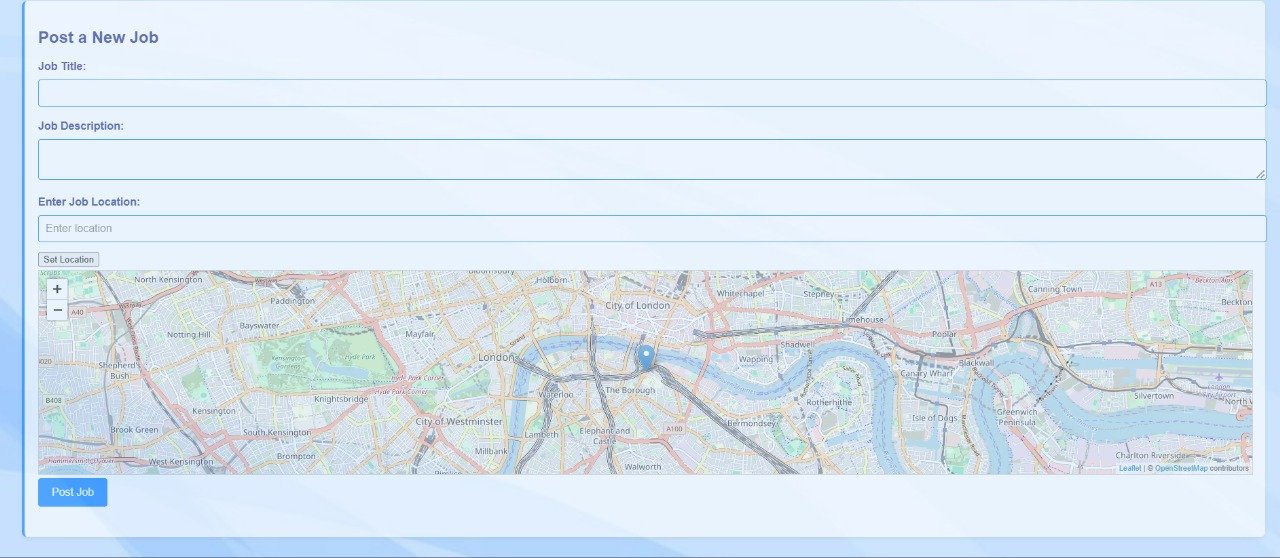 Post a New Job
Job Title:
Job Description:
Enter Job Location:
Enter location
Set Location
+
−
North Kensington
Paddington
Holborn
City of London
Whitechapel
Stepney
Canning Town
A13
A40
Beckton
Notting Hill
Bayswater
Mayfair
Strand
Limehouse
Poplar
Shepherd's
Bush
Kensington
Gardens
Hyde Park
London
Wapping
Shadwell
Blackwall
Canary Wharf
Hyde Park Corner
Hyde Park Corner
Knightsbridge
Waterloo
The Borough
Rotherhithe
Silvertown
B408
Kensington
City of Westminster
Bermondsey
Isle of Dogs
Greenwich
Peninsula
Brook Green
South Kensington
Lambeth
Elephant and
Castle
A100
West Kensington
Brompton
Millbank
Walworth
Charlton Riverside
Leaflet | © OpenStreetMap contributors
Post Job